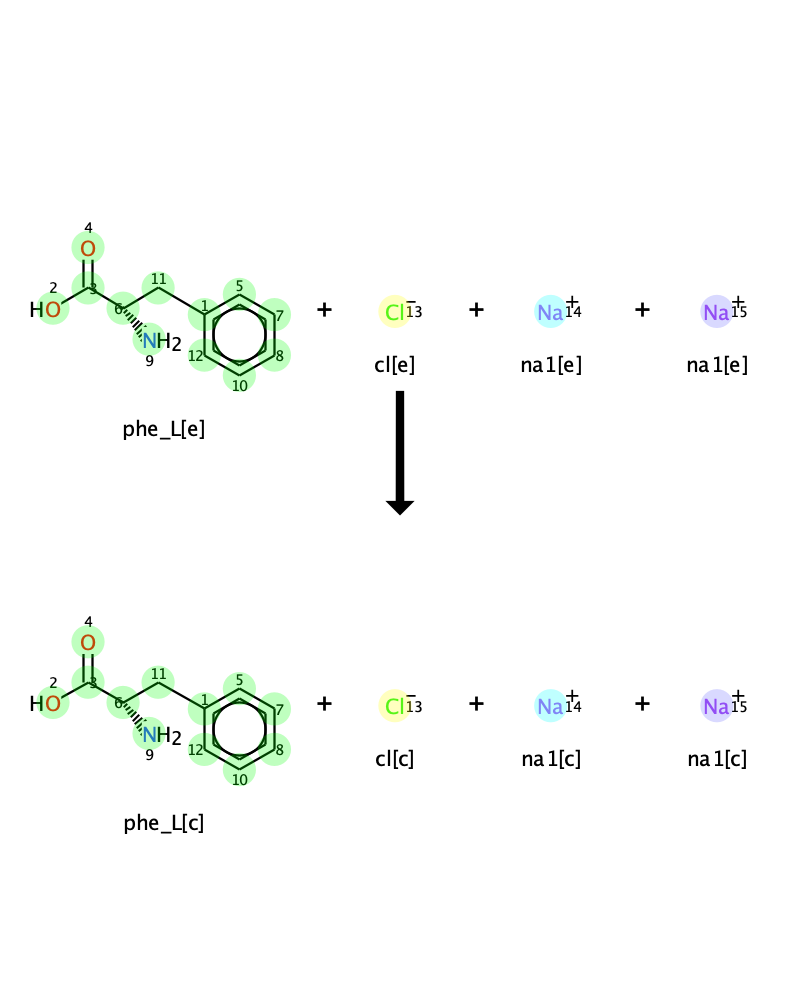 4
O
2 3 11 5
HO 6 1 7
+ Cl⁻13 + Na⁺14 + Na⁺15
NH2 12 8
9 10
cl[e] na1[e] na1[e]
phe_L[e]
4
O
2 3 11 5
HO 6 1 7
+ Cl⁻13 + Na⁺14 + Na⁺15
NH2 12 8
9 10
cl[c] na1[c] na1[c]
phe_L[c]